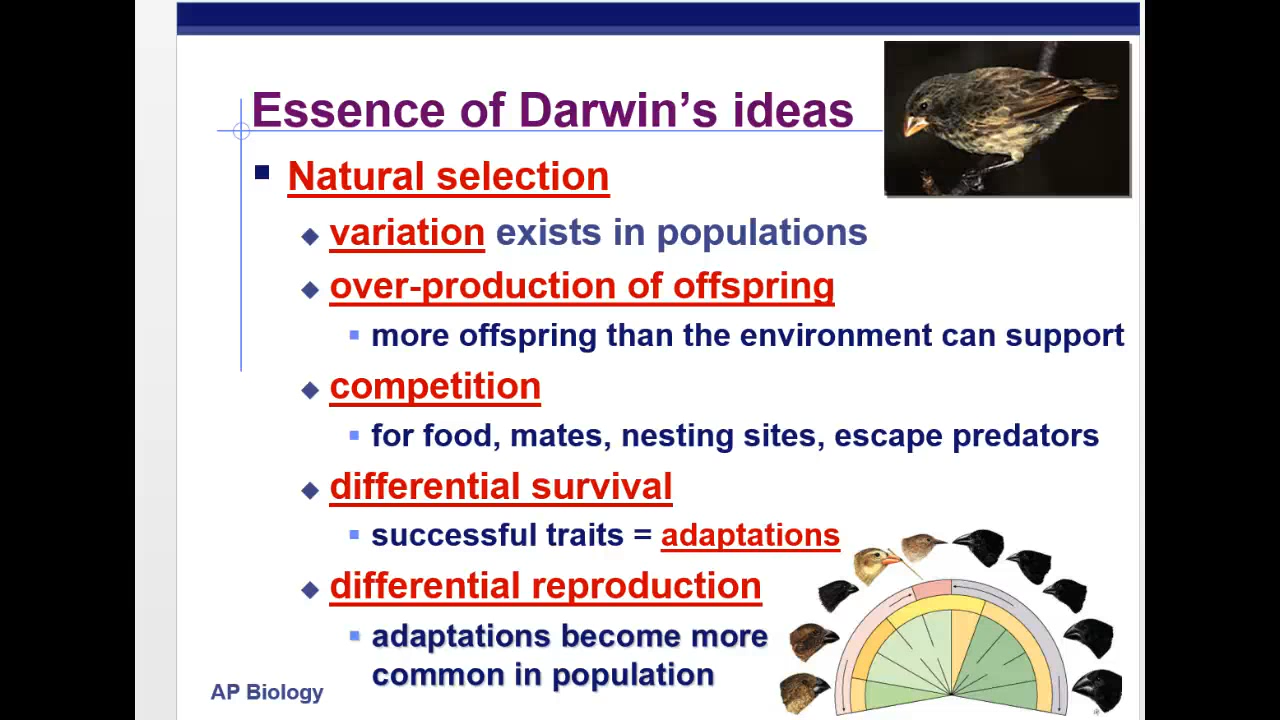 Essence of Darwin’s ideas
Natural selection
variation exists in populations
over-production of offspring
more offspring than the environment can support
competition
for food, mates, nesting sites, escape predators
differential survival
successful traits = adaptations
differential reproduction
adaptations become more
common in population
AP Biology